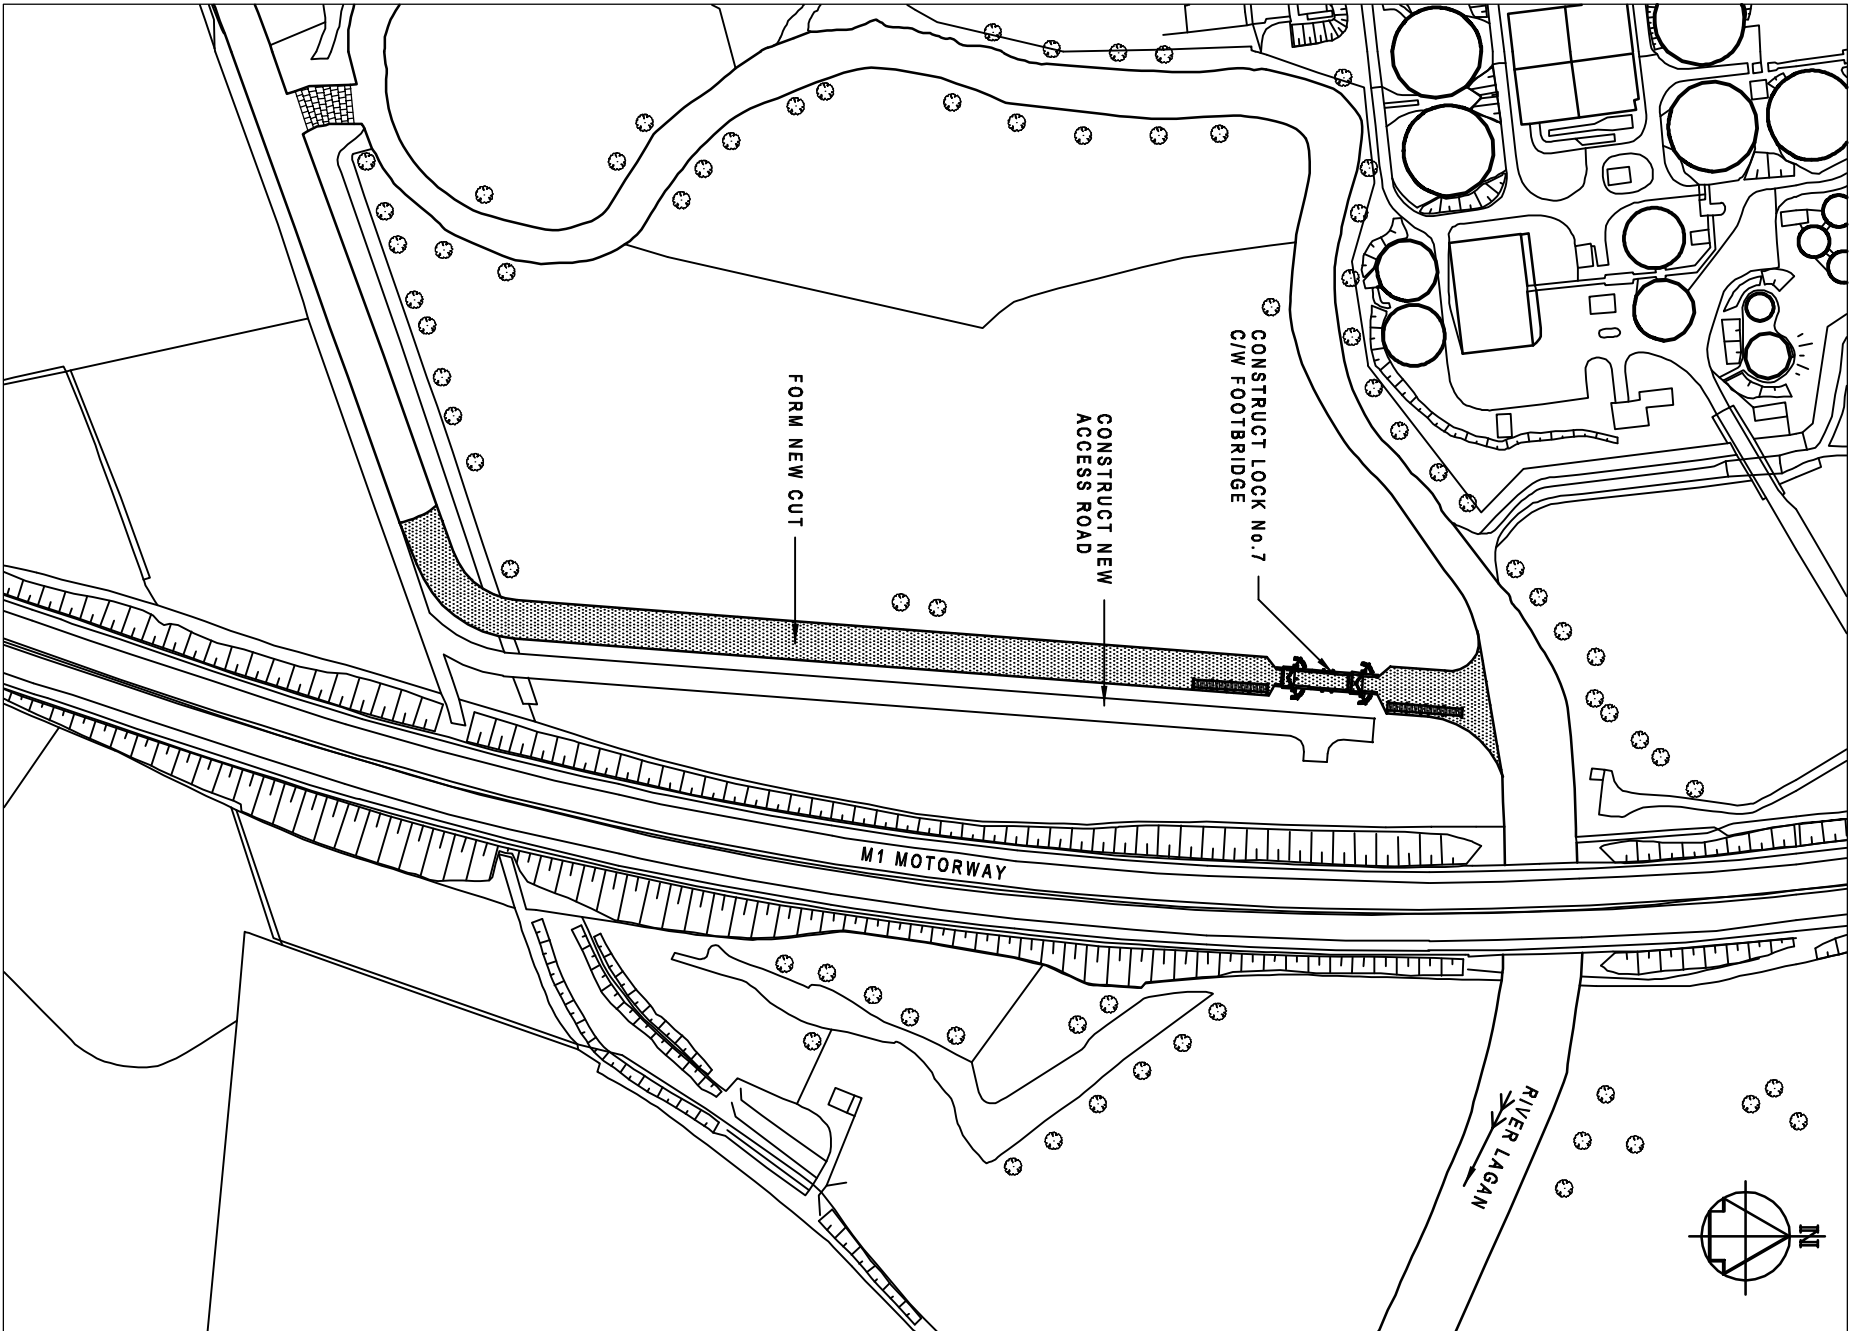 CONSTRUCT LOCK No.7
C/W FOOTBRIDGE
CONSTRUCT NEW
ACCESS ROAD
FORM NEW CUT
M1 MOTORWAY
RIVER LAGAN
N